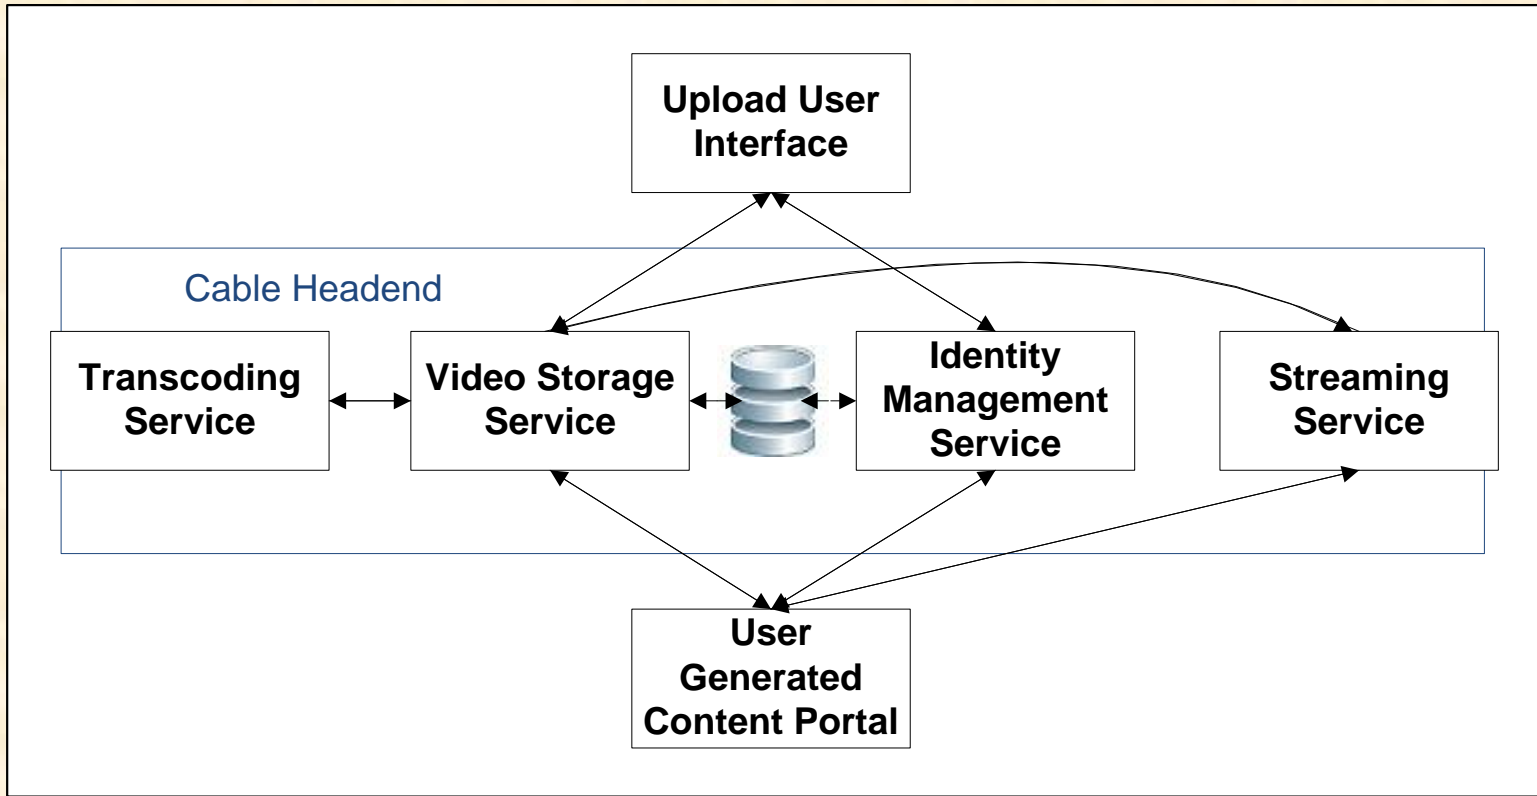 Upload User
Interface
Cable Headend
Transcoding
Service
Video Storage
Service
Identity
Management
Service
Streaming
Service
User
Generated
Content Portal